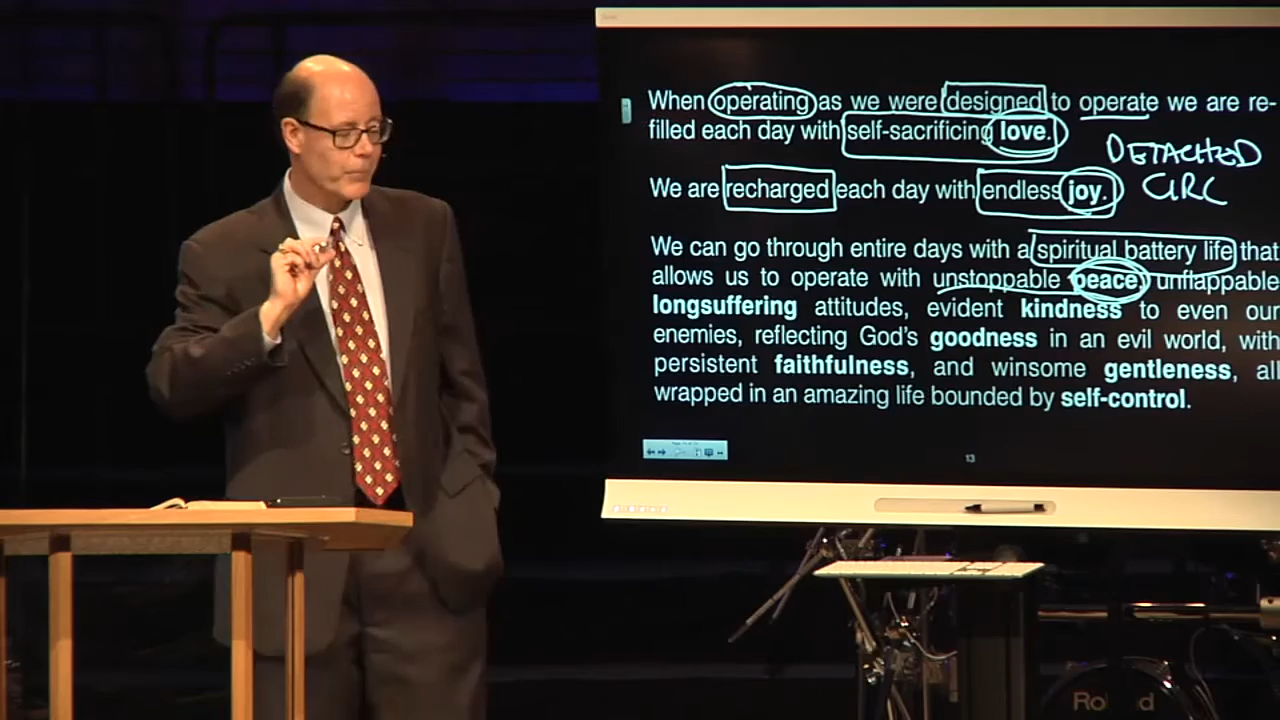 When operating as we were designed to operate we are re-
filled each day with self-sacrificing love.
DETACHED
CIRC
We are recharged each day with endless joy.
We can go through entire days with a spiritual battery life that
allows us to operate with unstoppable peace, unflappable
longsuffering attitudes, evident kindness to even our
enemies, reflecting God's goodness in an evil world, with
persistent faithfulness, and winsome gentleness, all
wrapped in an amazing life bounded by self-control.
13